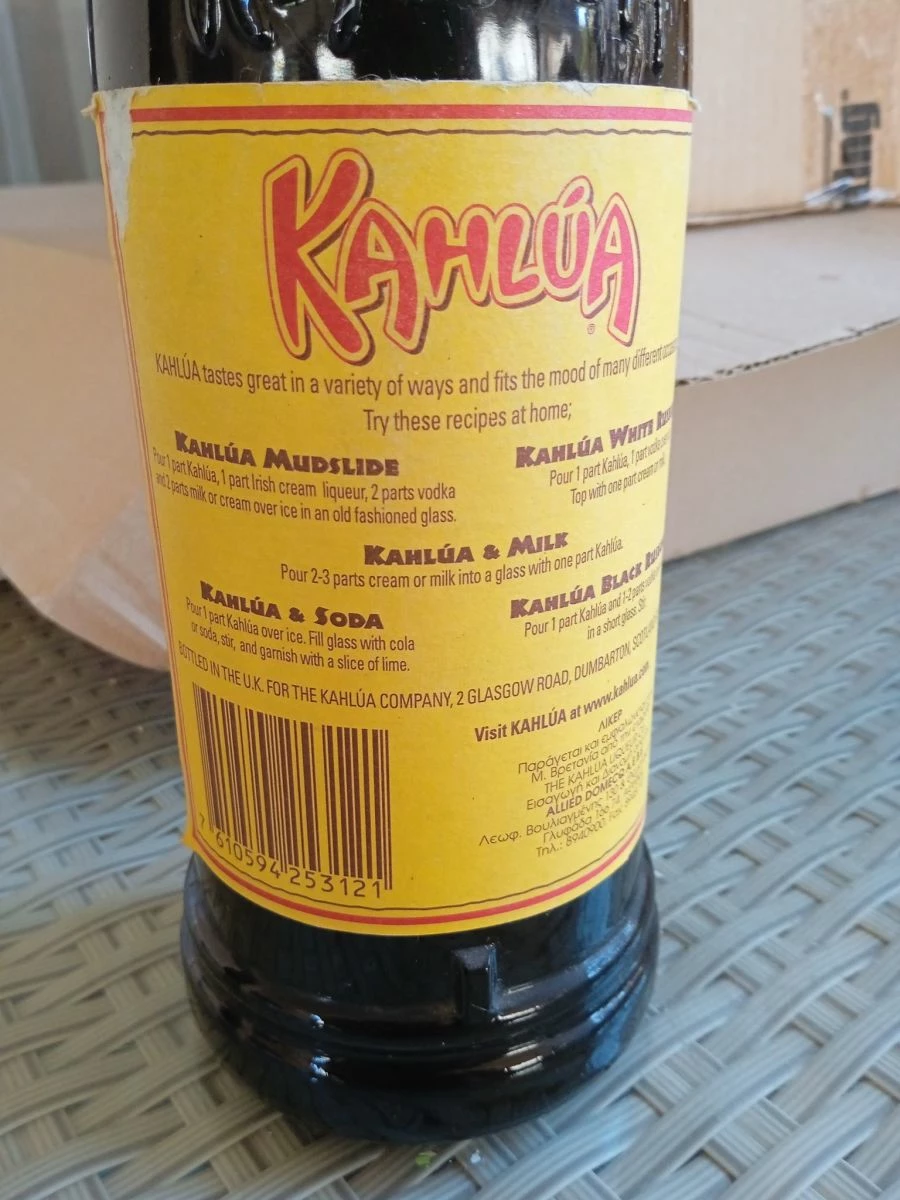 KAHLÚA
®
KAHLÚA tastes great in a variety of ways and fits the mood of many different
Try these recipes at home;
KAHLÚA MUDSLIDE
Pour 1 part Kahlúa, 1 part Irish cream liqueur, 2 parts vodka
and 2 parts milk or cream over ice in an old fashioned glass.
KAHLÚA WHITE
Pour 1 part Kahlúa, 1 part vodka
Top with one part cream or
KAHLÚA & MILK
Pour 2-3 parts cream or milk into a glass with one part Kahlúa.
KAHLÚA & SODA
Pour 1 part Kahlúa over ice. Fill glass with cola
or soda, stir, and garnish with a slice of lime.
KAHLÚA BLACK
Pour 1 part Kahlúa and 1-2 parts
in a short glass. Stir.
BOTTLED IN THE U.K. FOR THE KAHLÚA COMPANY, 2 GLASGOW ROAD, DUMBARTON,
Visit KAHLÚA at www.kahlua.com
ΛΙΚΕΡ
Παράγεται και
Μ. Βρετανία από την
THE KAHLUA
Εισαγωγή και
ALLIED DOMECQ
Λεωφ. Βουλιαγμένης
Γλυφάδα 166
Τηλ.: 8940900,
7 610594 253121